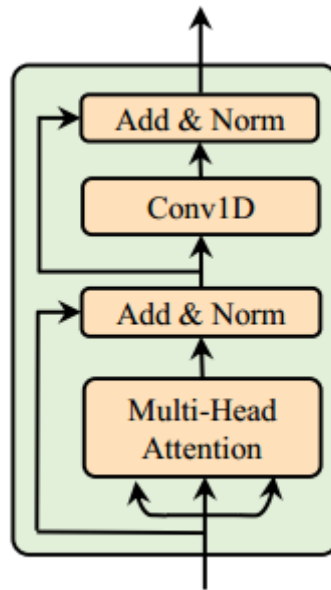 Add & Norm
Conv1D
Add & Norm
Multi-Head
Attention